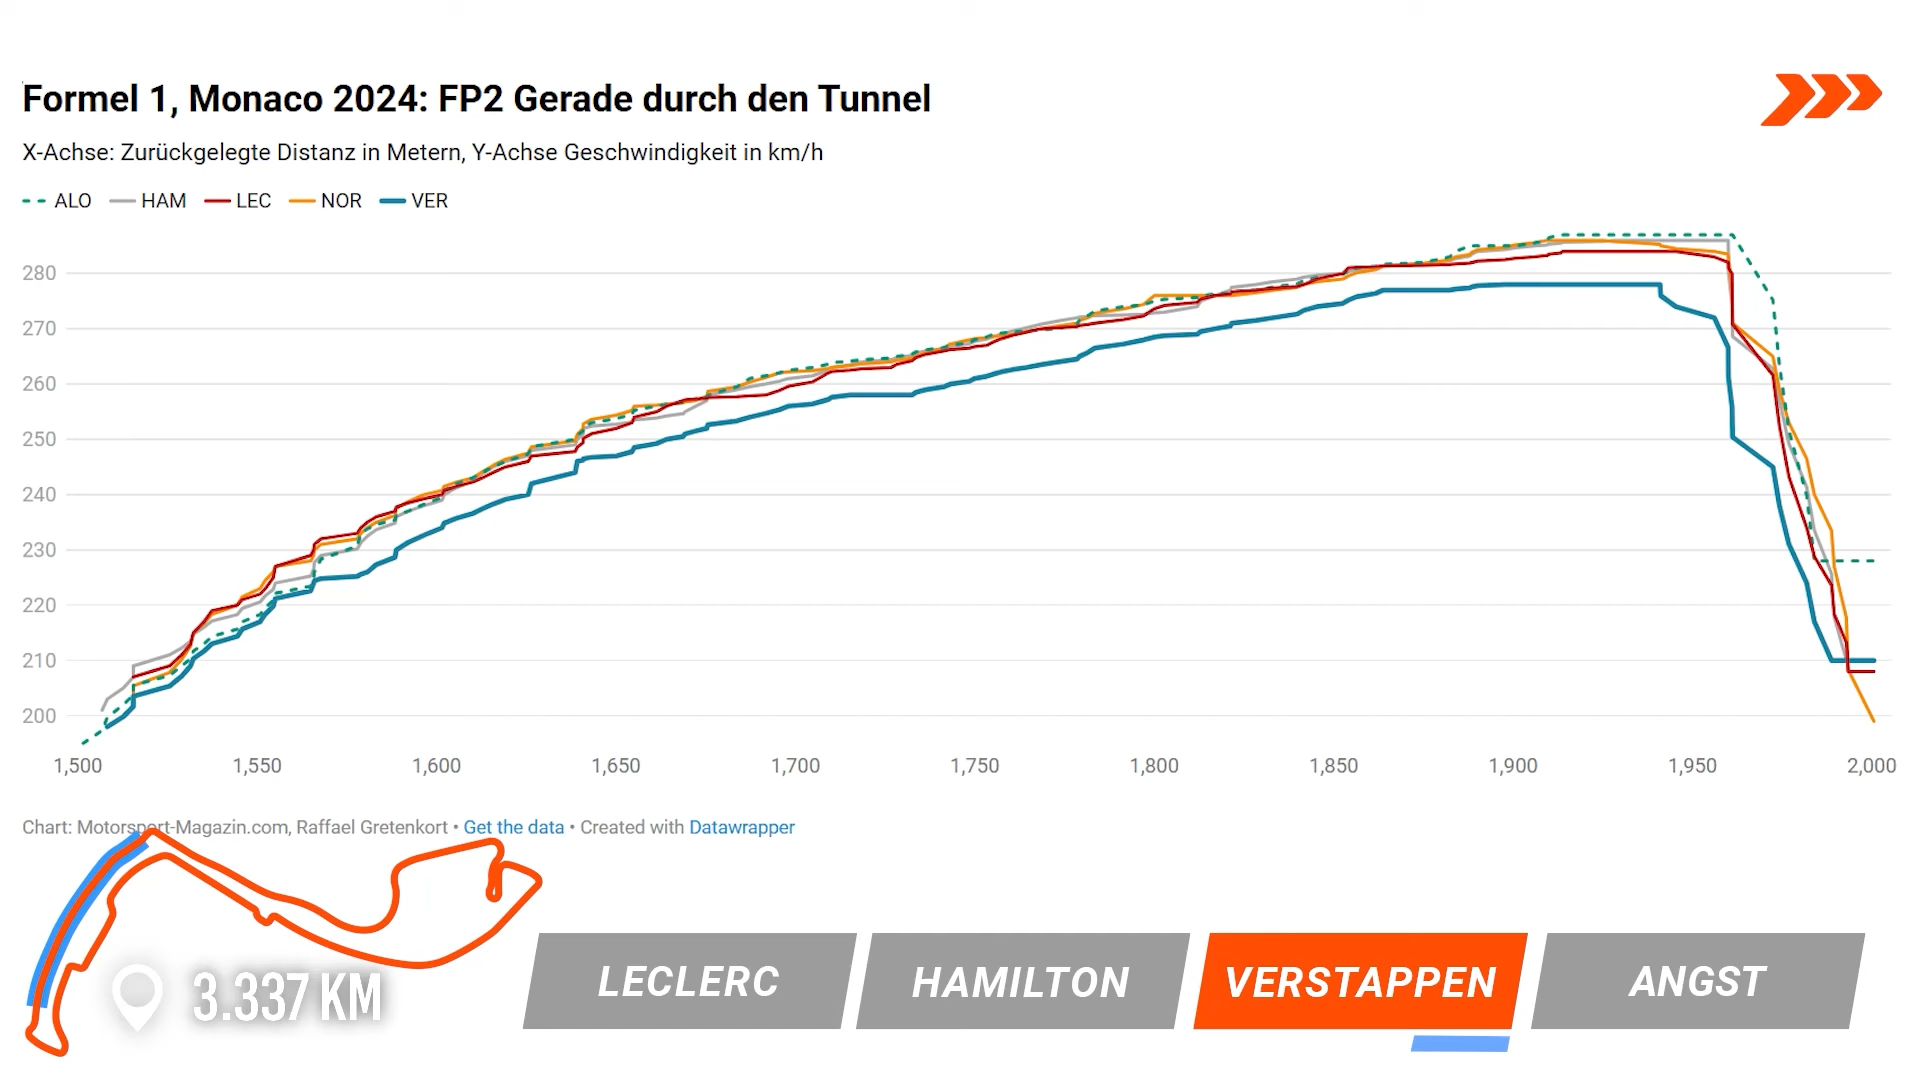 Formel 1, Monaco 2024: FP2 Gerade durch den Tunnel
X-Achse: Zurückgelegte Distanz in Metern, Y-Achse Geschwindigkeit in km/h
ALO HAM LEC NOR VER
280
270
260
250
240
230
220
210
200
1,500 1,550 1,600 1,650 1,700 1,750 1,800 1,850 1,900 1,950 2,000
Chart: Motorsport-Magazin.com, Raffael Gretenkort • Get the data • Created with Datawrapper
3.337 KM
LECLERC HAMILTON VERSTAPPEN ANGST